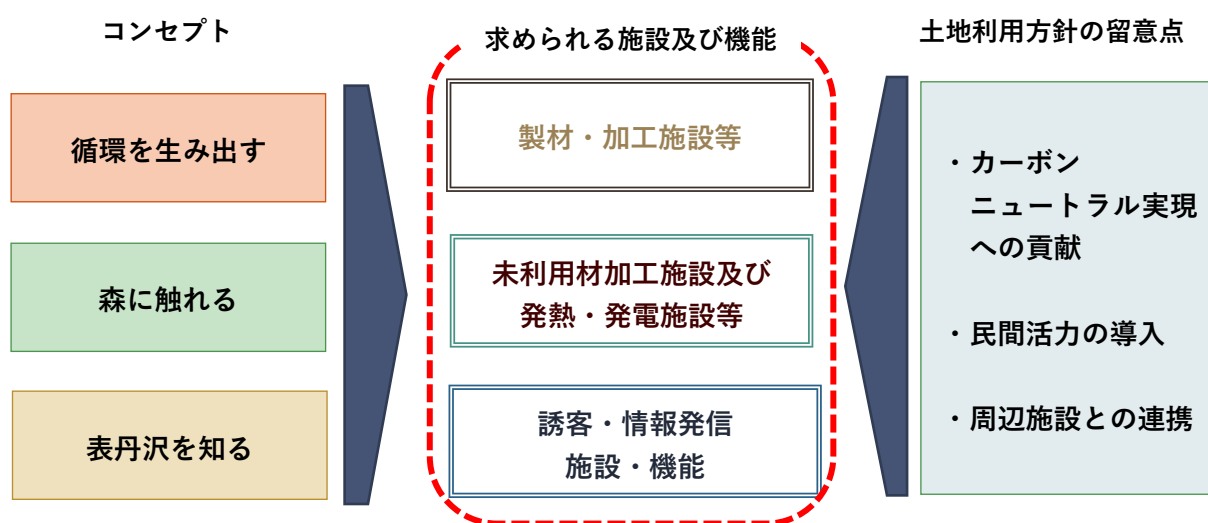 コンセプト
循環を生み出す
森に触れる
表丹沢を知る
求められる施設及び機能
製材・加工施設等
未利用材加工施設及び
発熱・発電施設等
誘客・情報発信
施設・機能
土地利用方針の留意点
・カーボン
ニュートラル実現
への貢献
・民間活力の導入
・周辺施設との連携